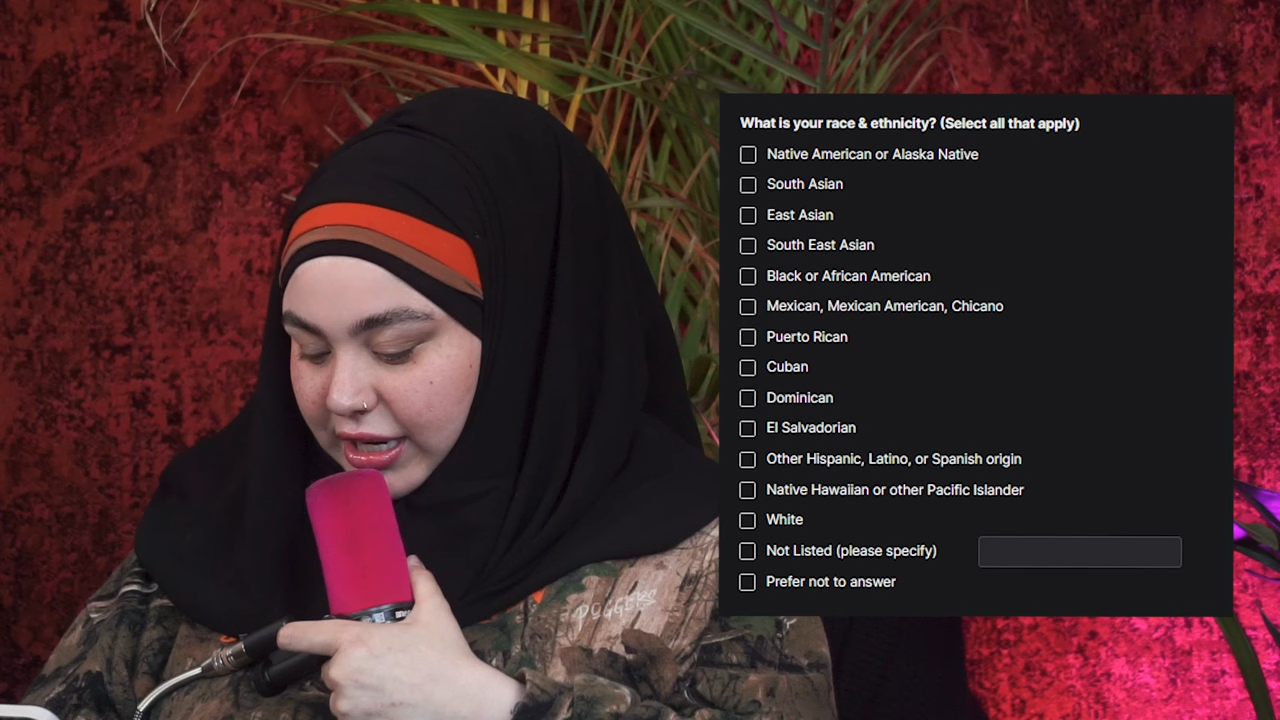 What is your race & ethnicity? (Select all that apply)
Native American or Alaska Native
South Asian
East Asian
South East Asian
Black or African American
Mexican, Mexican American, Chicano
Puerto Rican
Cuban
Dominican
El Salvadorian
Other Hispanic, Latino, or Spanish origin
Native Hawaiian or other Pacific Islander
White
Not Listed (please specify)
Prefer not to answer